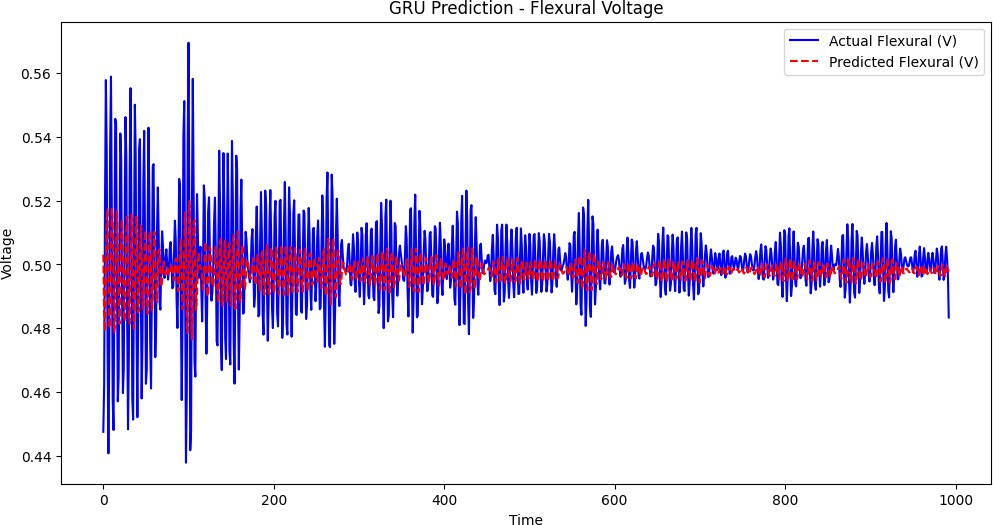 GRU Prediction - Flexural Voltage
Actual Flexural (V)
Predicted Flexural (V)
Voltage
0.56
0.54
0.52
0.50
0.48
0.46
0.44
0
200
400
600
800
1000
Time